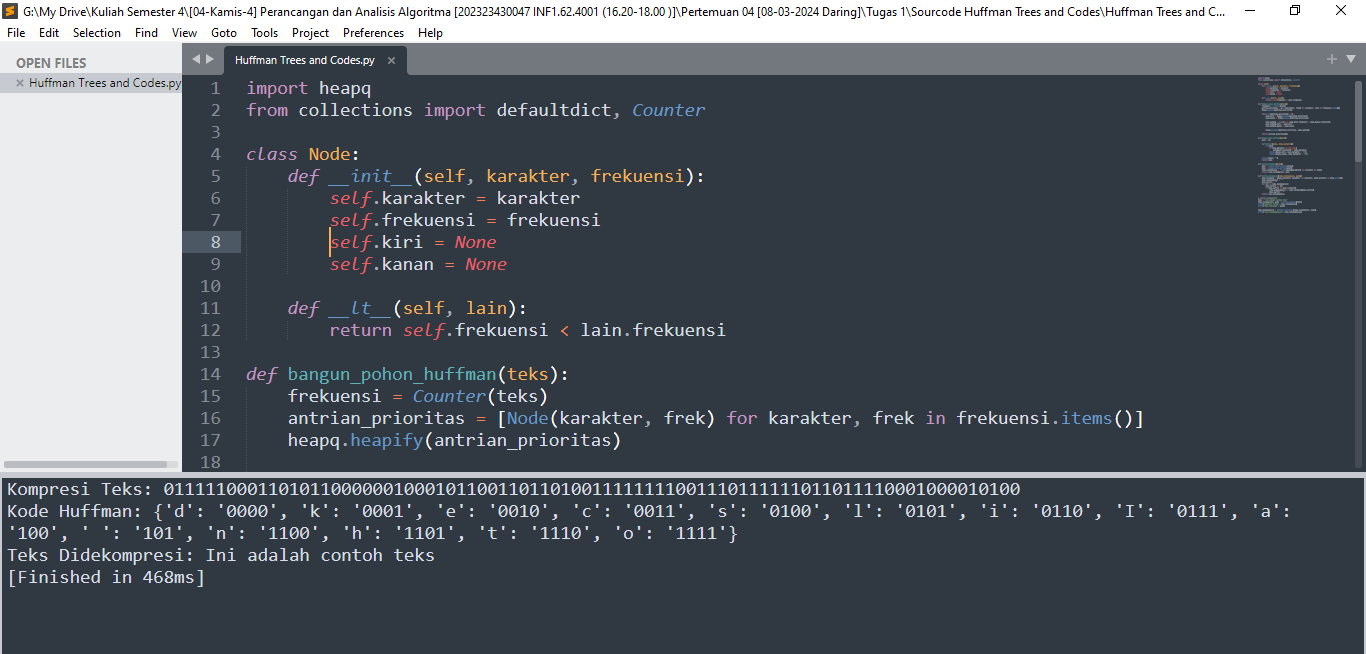 G:\My Drive\Kuliah Semester 4\[04-Kamis-4] Perancangan dan Analisis Algoritma [202323430047 INF1.62.4001 (16.20-18.00 )]\Pertemuan 04 [08-03-2024 Daring]\Tugas 1\Sourcode Huffman Trees and Codes\Huffman Trees and C...
File Edit Selection Find View Goto Tools Project Preferences Help
OPEN FILES
Huffman Trees and Codes.py
Huffman Trees and Codes.py
1 import heapq
2 from collections import defaultdict, Counter
3
4 class Node:
5     def __init__(self, karakter, frekuensi):
6         self.karakter = karakter
7         self.frekuensi = frekuensi
8         self.kiri = None
9         self.kanan = None
10
11     def __lt__(self, lain):
12         return self.frekuensi < lain.frekuensi
13
14 def bangun_pohon_huffman(teks):
15     frekuensi = Counter(teks)
16     antrian_prioritas = [Node(karakter, frek) for karakter, frek in frekuensi.items()]
17     heapq.heapify(antrian_prioritas)
18
Kompresi Teks: 0111110001101011000000100010110011011010011111111001110111111011011110001000010100
Kode Huffman: {'d': '0000', 'k': '0001', 'e': '0010', 'c': '0011', 's': '0100', 'l': '0101', 'i': '0110', 'I': '0111', 'a':
'100', ' ': '101', 'n': '1100', 'h': '1101', 't': '1110', 'o': '1111'}
Teks Didekompresi: Ini adalah contoh teks
[Finished in 468ms]